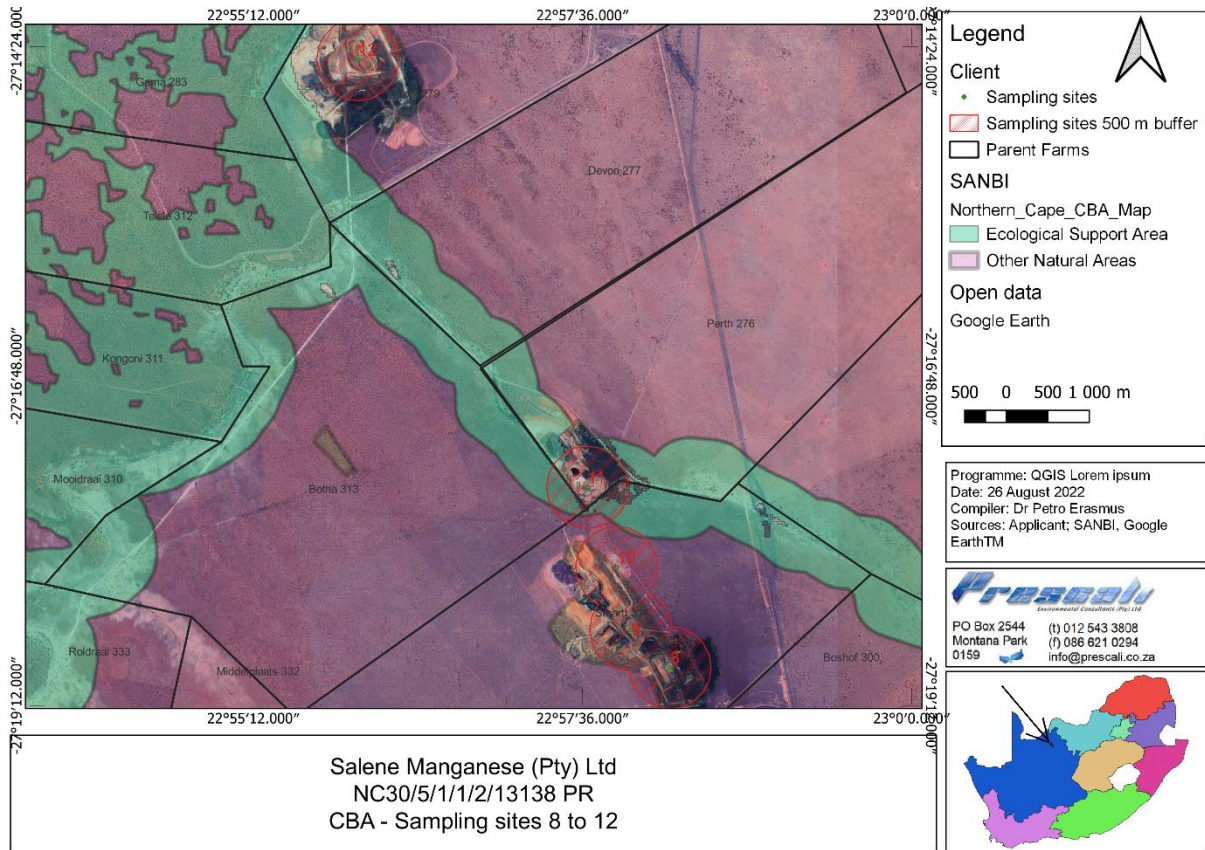 22°55′12.000″
22°57′36.000″
23°0′0.000″
-27°14′24.000″
-27°14′24.000″
-27°16′48.000″
-27°16′48.000″
-27°19′12.000″
12
Gama 283
279
Devon 277
Perth 276
Kongoni 311
Mooidraai 310
Botha 313
11
10
9
8
Roldraai 333
Middelplaats 332
Boshof 300
22°55′12.000″
22°57′36.000″
23°0′0.000″
Legend
Client
Sampling sites
Sampling sites 500 m buffer
Parent Farms
SANBI
Northern_Cape_CBA_Map
Ecological Support Area
Other Natural Areas
Open data
Google Earth
500 0 500 1 000 m
Programme: QGIS Lorem ipsum
Date: 26 August 2022
Compiler: Dr Petro Erasmus
Sources: Applicant; SANBI, Google
EarthTM
Prescali
Environmental Consultants (Pty) Ltd
PO Box 2544
Montana Park
0159
(t) 012 543 3808
(f) 086 621 0294
info@prescali.co.za
Salene Manganese (Pty) Ltd
NC30/5/1/1/2/13138 PR
CBA - Sampling sites 8 to 12